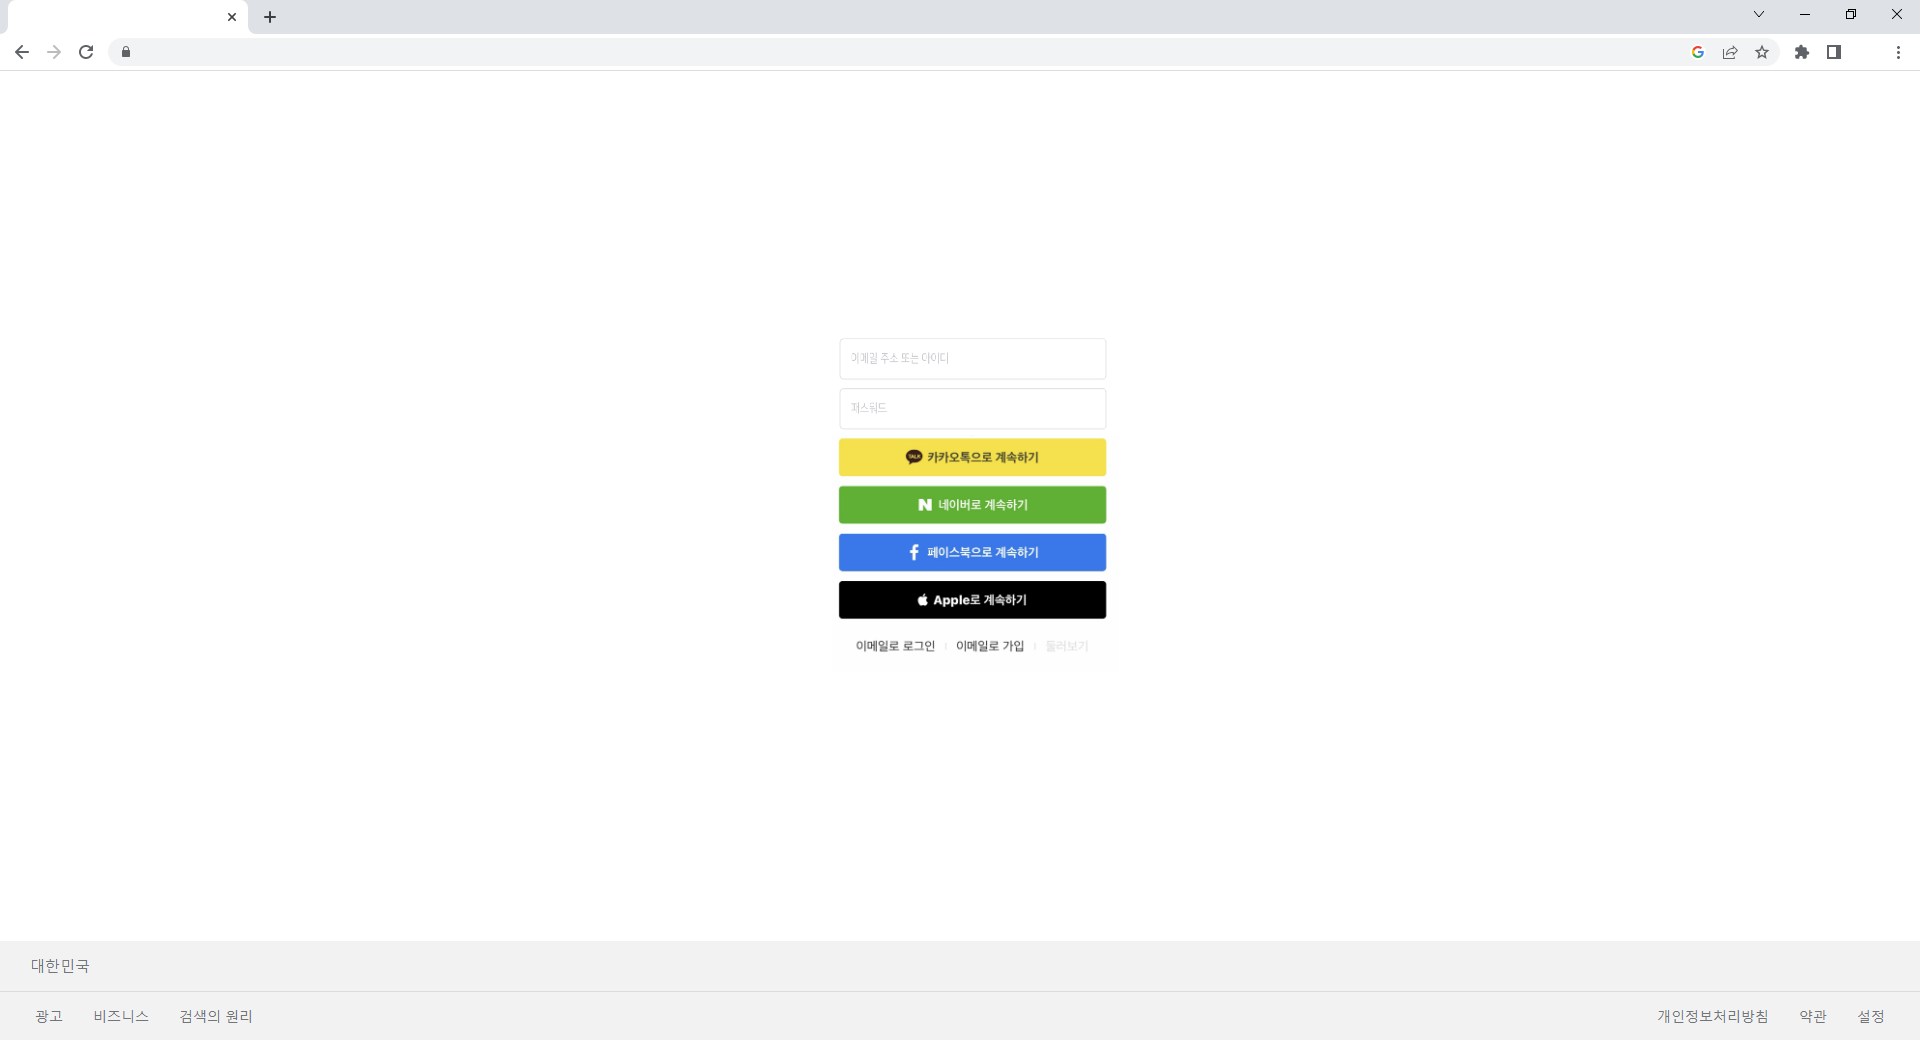 이메일 주소 또는 아이디
패스워드
TALK 카카오톡으로 계속하기
N 네이버로 계속하기
f 페이스북으로 계속하기
Apple로 계속하기
이메일로 로그인 | 이메일로 가입 | 둘러보기
대한민국
광고 비즈니스 검색의 원리 개인정보처리방침 약관 설정